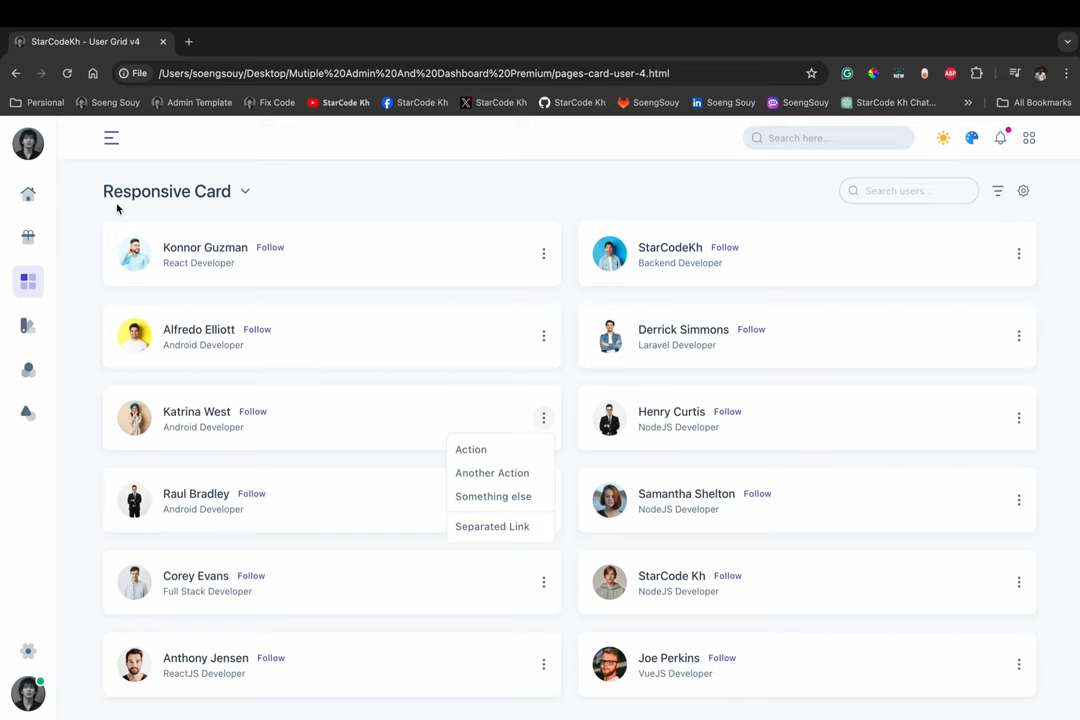 StarCodeKh - User Grid v4
File /Users/soengsouy/Desktop/Mutiple%20Admin%20And%20Dashboard%20Premium/pages-card-user-4.html
Persional Soeng Souy Admin Template Fix Code StarCode Kh StarCode Kh StarCode Kh StarCode Kh SoengSouy Soeng Souy SoengSouy StarCode Kh Chat... » All Bookmarks
Search here...
Responsive Card
Search users...
Konnor Guzman Follow
React Developer
StarCodeKh Follow
Backend Developer
Alfredo Elliott Follow
Android Developer
Derrick Simmons Follow
Laravel Developer
Katrina West Follow
Android Developer
Henry Curtis Follow
NodeJS Developer
Action
Another Action
Something else
Separated Link
Raul Bradley Follow
Android Developer
Samantha Shelton Follow
NodeJS Developer
Corey Evans Follow
Full Stack Developer
StarCode Kh Follow
NodeJS Developer
Anthony Jensen Follow
ReactJS Developer
Joe Perkins Follow
VueJS Developer